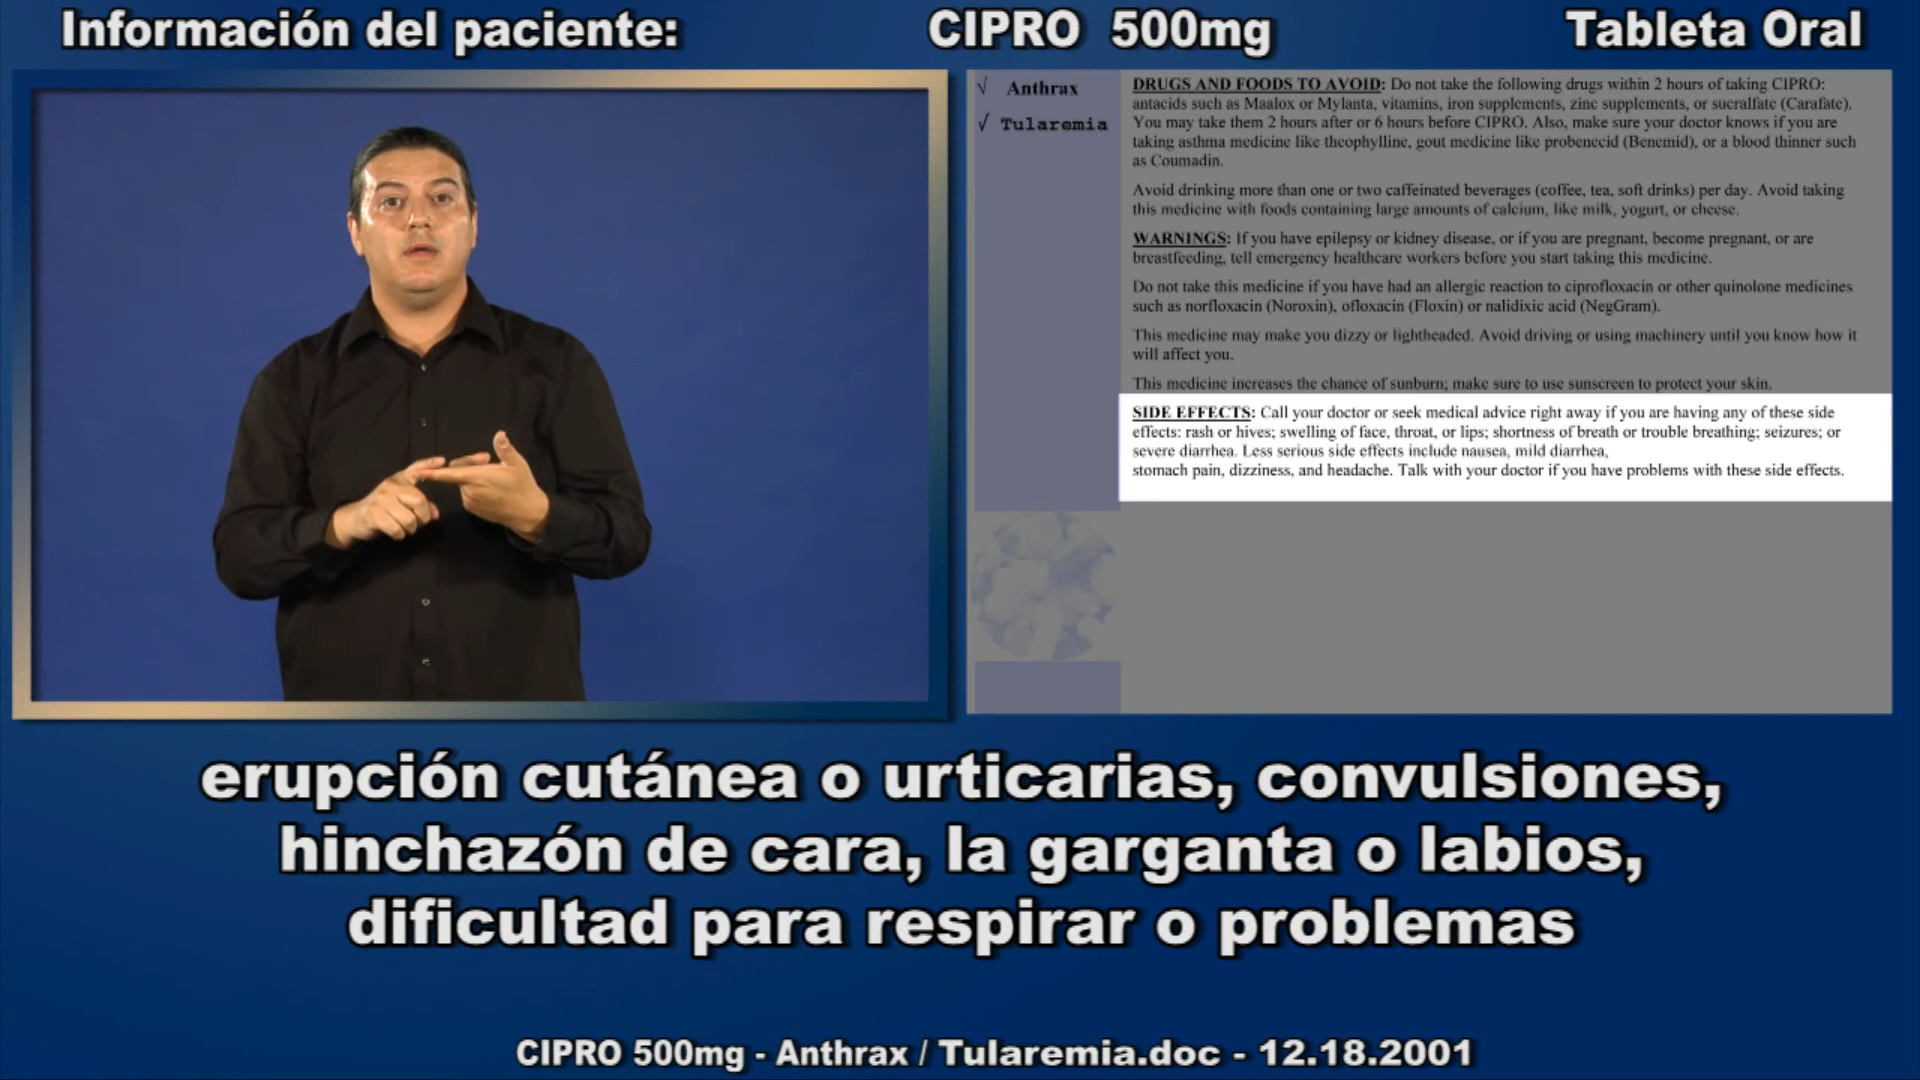 Información del paciente: CIPRO 500mg Tableta Oral
√ Anthrax
√ Tularemia
DRUGS AND FOODS TO AVOID: Do not take the following drugs within 2 hours of taking CIPRO:
antacids such as Maalox or Mylanta, vitamins, iron supplements, zinc supplements, or sucralfate (Carafate).
You may take them 2 hours after or 6 hours before CIPRO. Also, make sure your doctor knows if you are
taking asthma medicine like theophylline, gout medicine like probenecid (Benemid), or a blood thinner such
as Coumadin.
Avoid drinking more than one or two caffeinated beverages (coffee, tea, soft drinks) per day. Avoid taking
this medicine with foods containing large amounts of calcium, like milk, yogurt, or cheese.
WARNINGS: If you have epilepsy or kidney disease, or if you are pregnant, become pregnant, or are
breastfeeding, tell emergency healthcare workers before you start taking this medicine.
Do not take this medicine if you have had an allergic reaction to ciprofloxacin or other quinolone medicines
such as norfloxacin (Noroxin), ofloxacin (Floxin) or nalidixic acid (NegGram).
This medicine may make you dizzy or lightheaded. Avoid driving or using machinery until you know how it
will affect you.
This medicine increases the chance of sunburn; make sure to use sunscreen to protect your skin.
SIDE EFFECTS: Call your doctor or seek medical advice right away if you are having any of these side
effects: rash or hives; swelling of face, throat, or lips; shortness of breath or trouble breathing; seizures; or
severe diarrhea. Less serious side effects include nausea, mild diarrhea,
stomach pain, dizziness, and headache. Talk with your doctor if you have problems with these side effects.
erupción cutánea o urticarias, convulsiones,
hinchazón de cara, la garganta o labios,
dificultad para respirar o problemas
CIPRO 500mg - Anthrax / Tularemia.doc - 12.18.2001